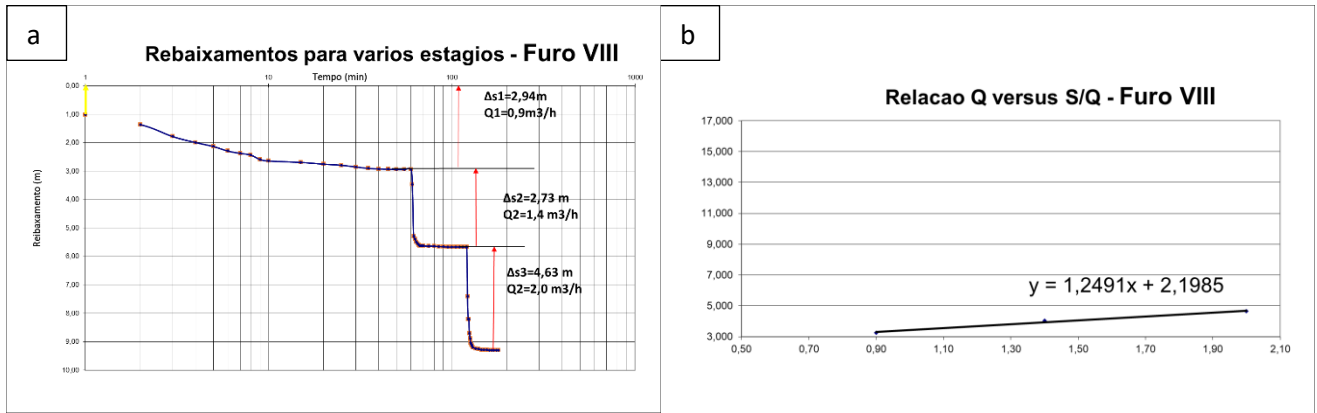 a
Rebaixamentos para varios estagios - Furo VIII
Tempo (min)
1
10
100
1000
0,00
1,00
2,00
3,00
4,00
5,00
6,00
7,00
8,00
9,00
10,00
Reibaxamento (m)
Δs1=2,94m
Q1=0,9m3/h
Δs2=2,73 m
Q2=1,4 m3/h
Δs3=4,63 m
Q2=2,0 m3/h
b
Relacao Q versus S/Q - Furo VIII
17,000
15,000
13,000
11,000
9,000
7,000
5,000
3,000
y = 1,2491x + 2,1985
0,50
0,70
0,90
1,10
1,30
1,50
1,70
1,90
2,10